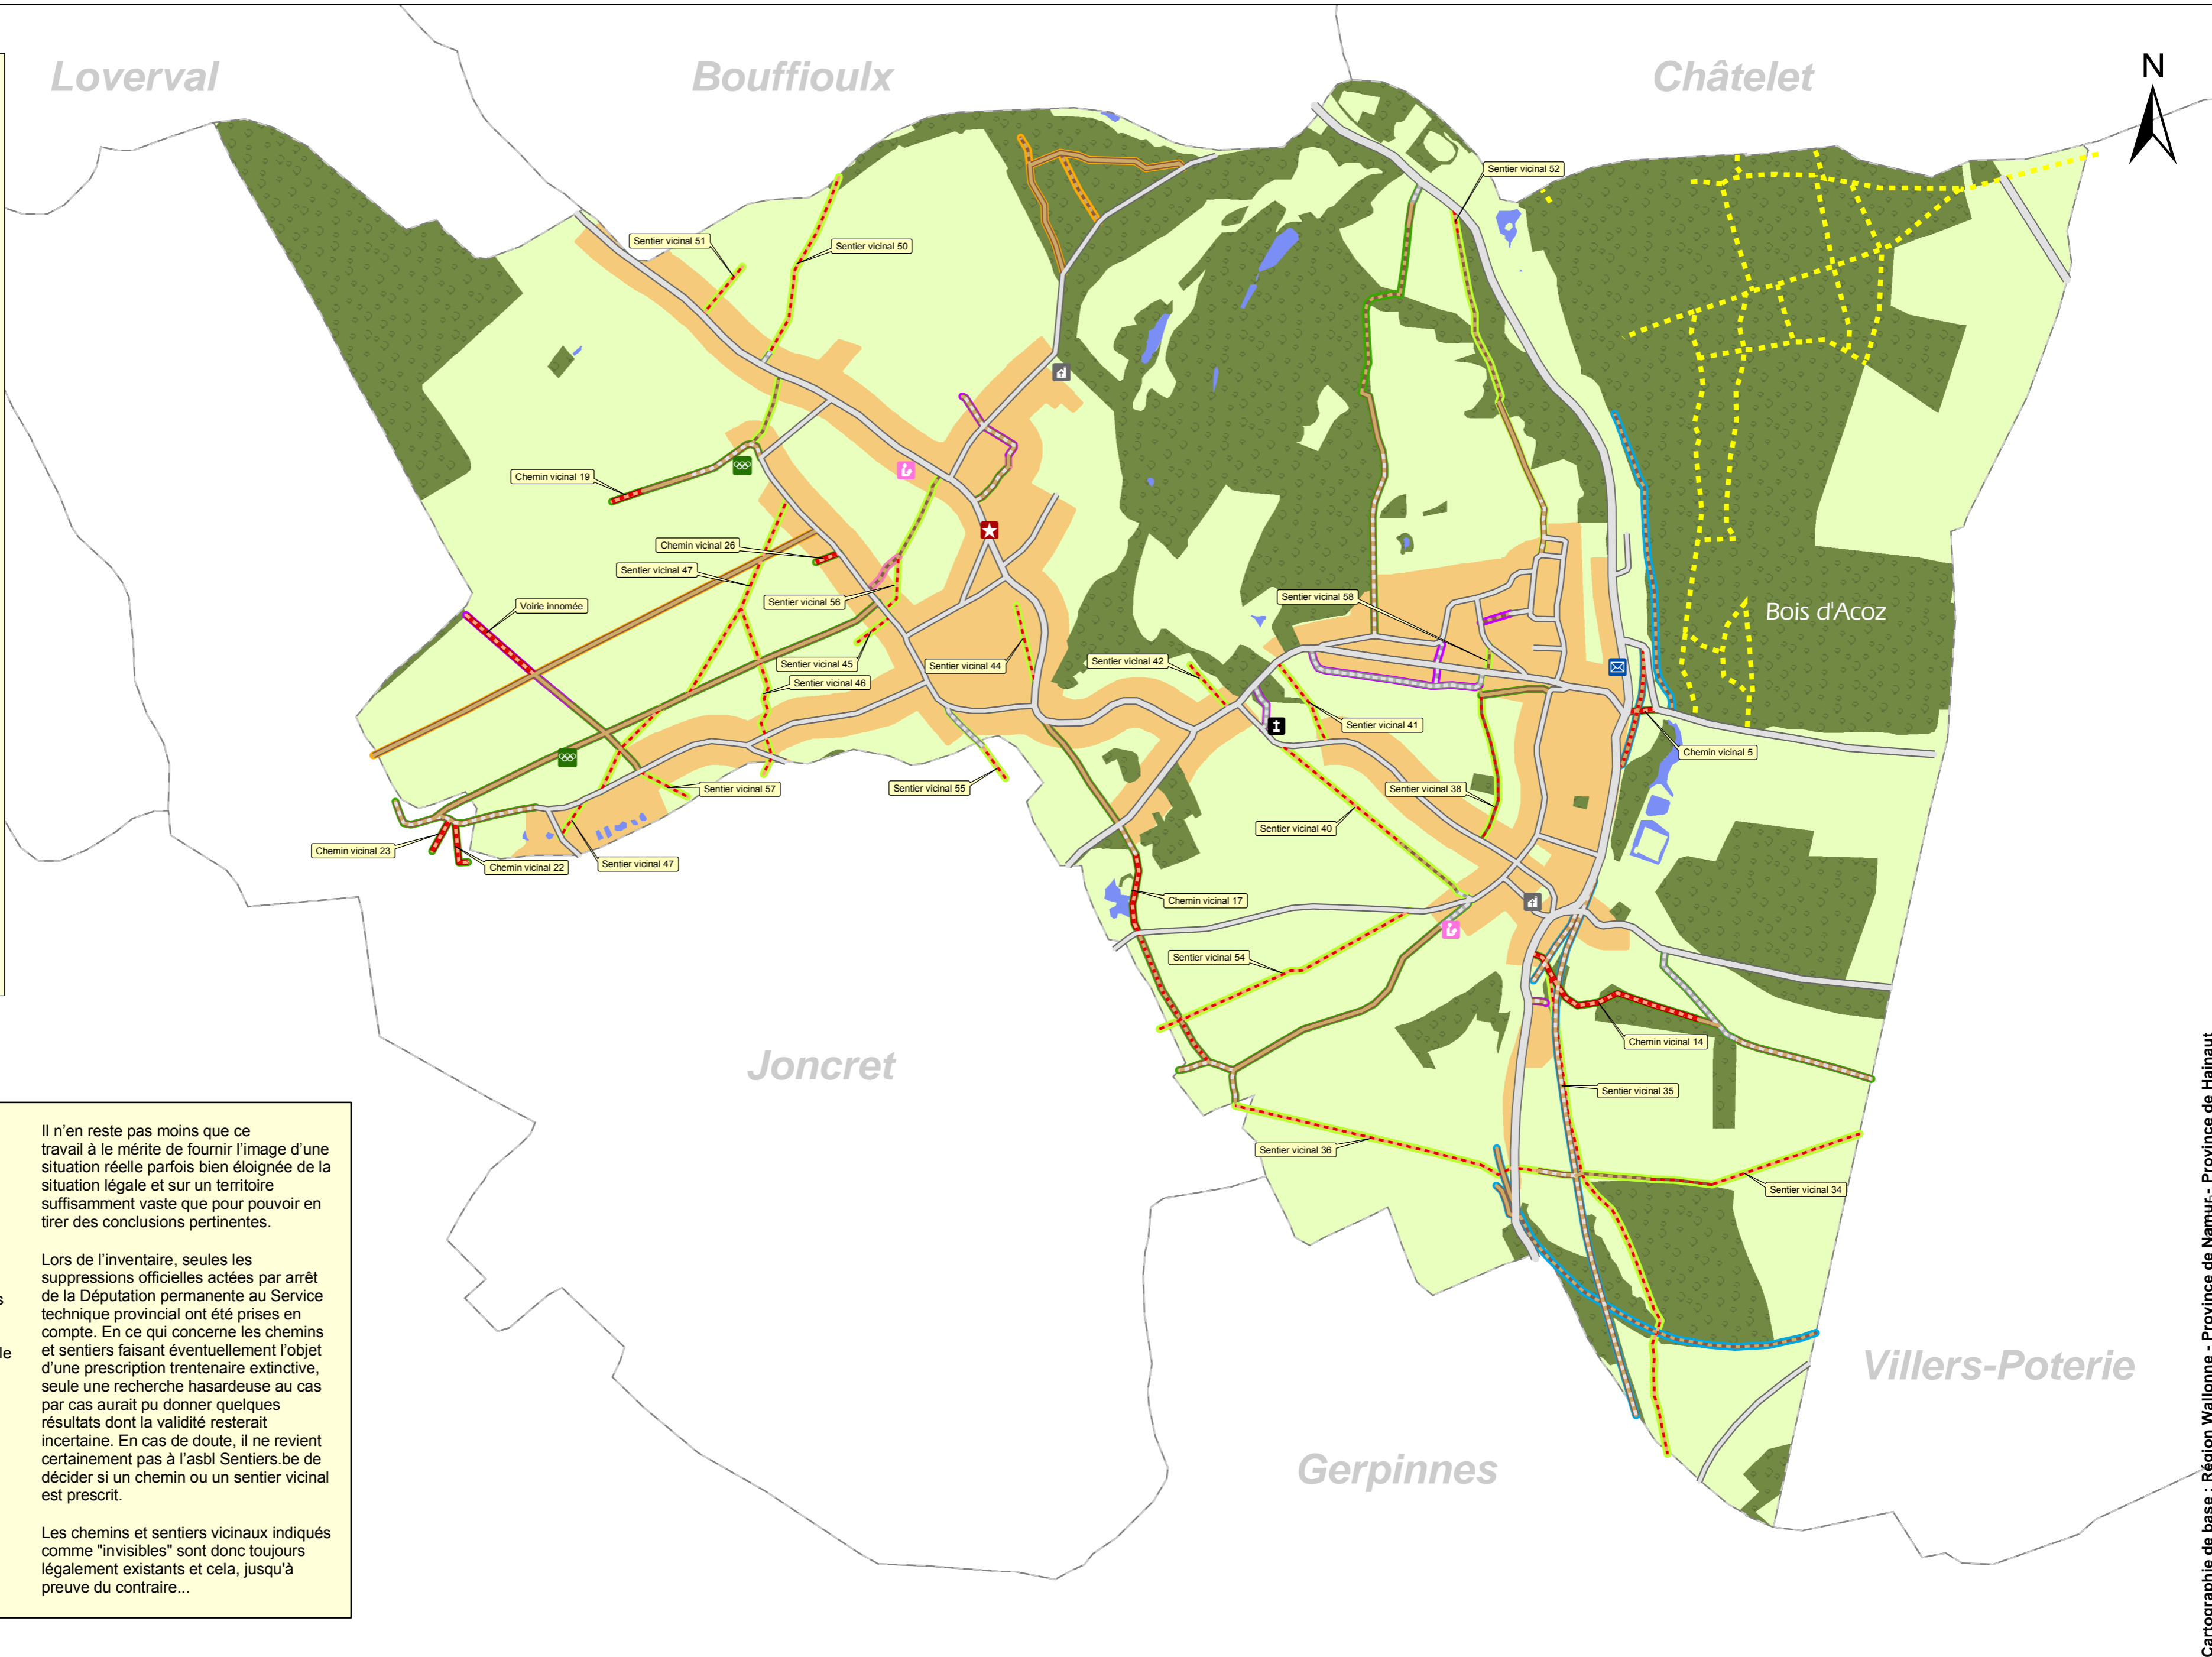 Loverval
Bouffioulx
Châtelet
N
Sentier vicinal 52
Sentier vicinal 51
Sentier vicinal 50
Chemin vicinal 19
Chemin vicinal 26
Sentier vicinal 47
Sentier vicinal 56
Voirie innomée
Sentier vicinal 58
Bois d'Acoz
Sentier vicinal 45
Sentier vicinal 44
Sentier vicinal 42
Sentier vicinal 46
Sentier vicinal 41
Chemin vicinal 5
Sentier vicinal 57
Sentier vicinal 55
Sentier vicinal 38
Sentier vicinal 40
Chemin vicinal 23
Chemin vicinal 22
Sentier vicinal 47
Chemin vicinal 17
Sentier vicinal 54
Chemin vicinal 14
Joncret
Sentier vicinal 35
Sentier vicinal 36
Sentier vicinal 34
Villers-Poterie
Gerpinnes
Il n’en reste pas moins que ce
travail à le mérite de fournir l’image d’une
situation réelle parfois bien éloignée de la
situation légale et sur un territoire
suffisamment vaste que pour pouvoir en
tirer des conclusions pertinentes.
Lors de l’inventaire, seules les
suppressions officielles actées par arrêt
de la Députation permanente au Service
technique provincial ont été prises en
compte. En ce qui concerne les chemins
et sentiers faisant éventuellement l’objet
d’une prescription trentenaire extinctive,
seule une recherche hasardeuse au cas
par cas aurait pu donner quelques
résultats dont la validité resterait
incertaine. En cas de doute, il ne revient
certainement pas à l’asbl Sentiers.be de
décider si un chemin ou un sentier vicinal
est prescrit.
Les chemins et sentiers vicinaux indiqués
comme "invisibles" sont donc toujours
légalement existants et cela, jusqu'à
preuve du contraire...
Cartographie de base : Région Wallonne - Province de Namur - Province de Hainaut